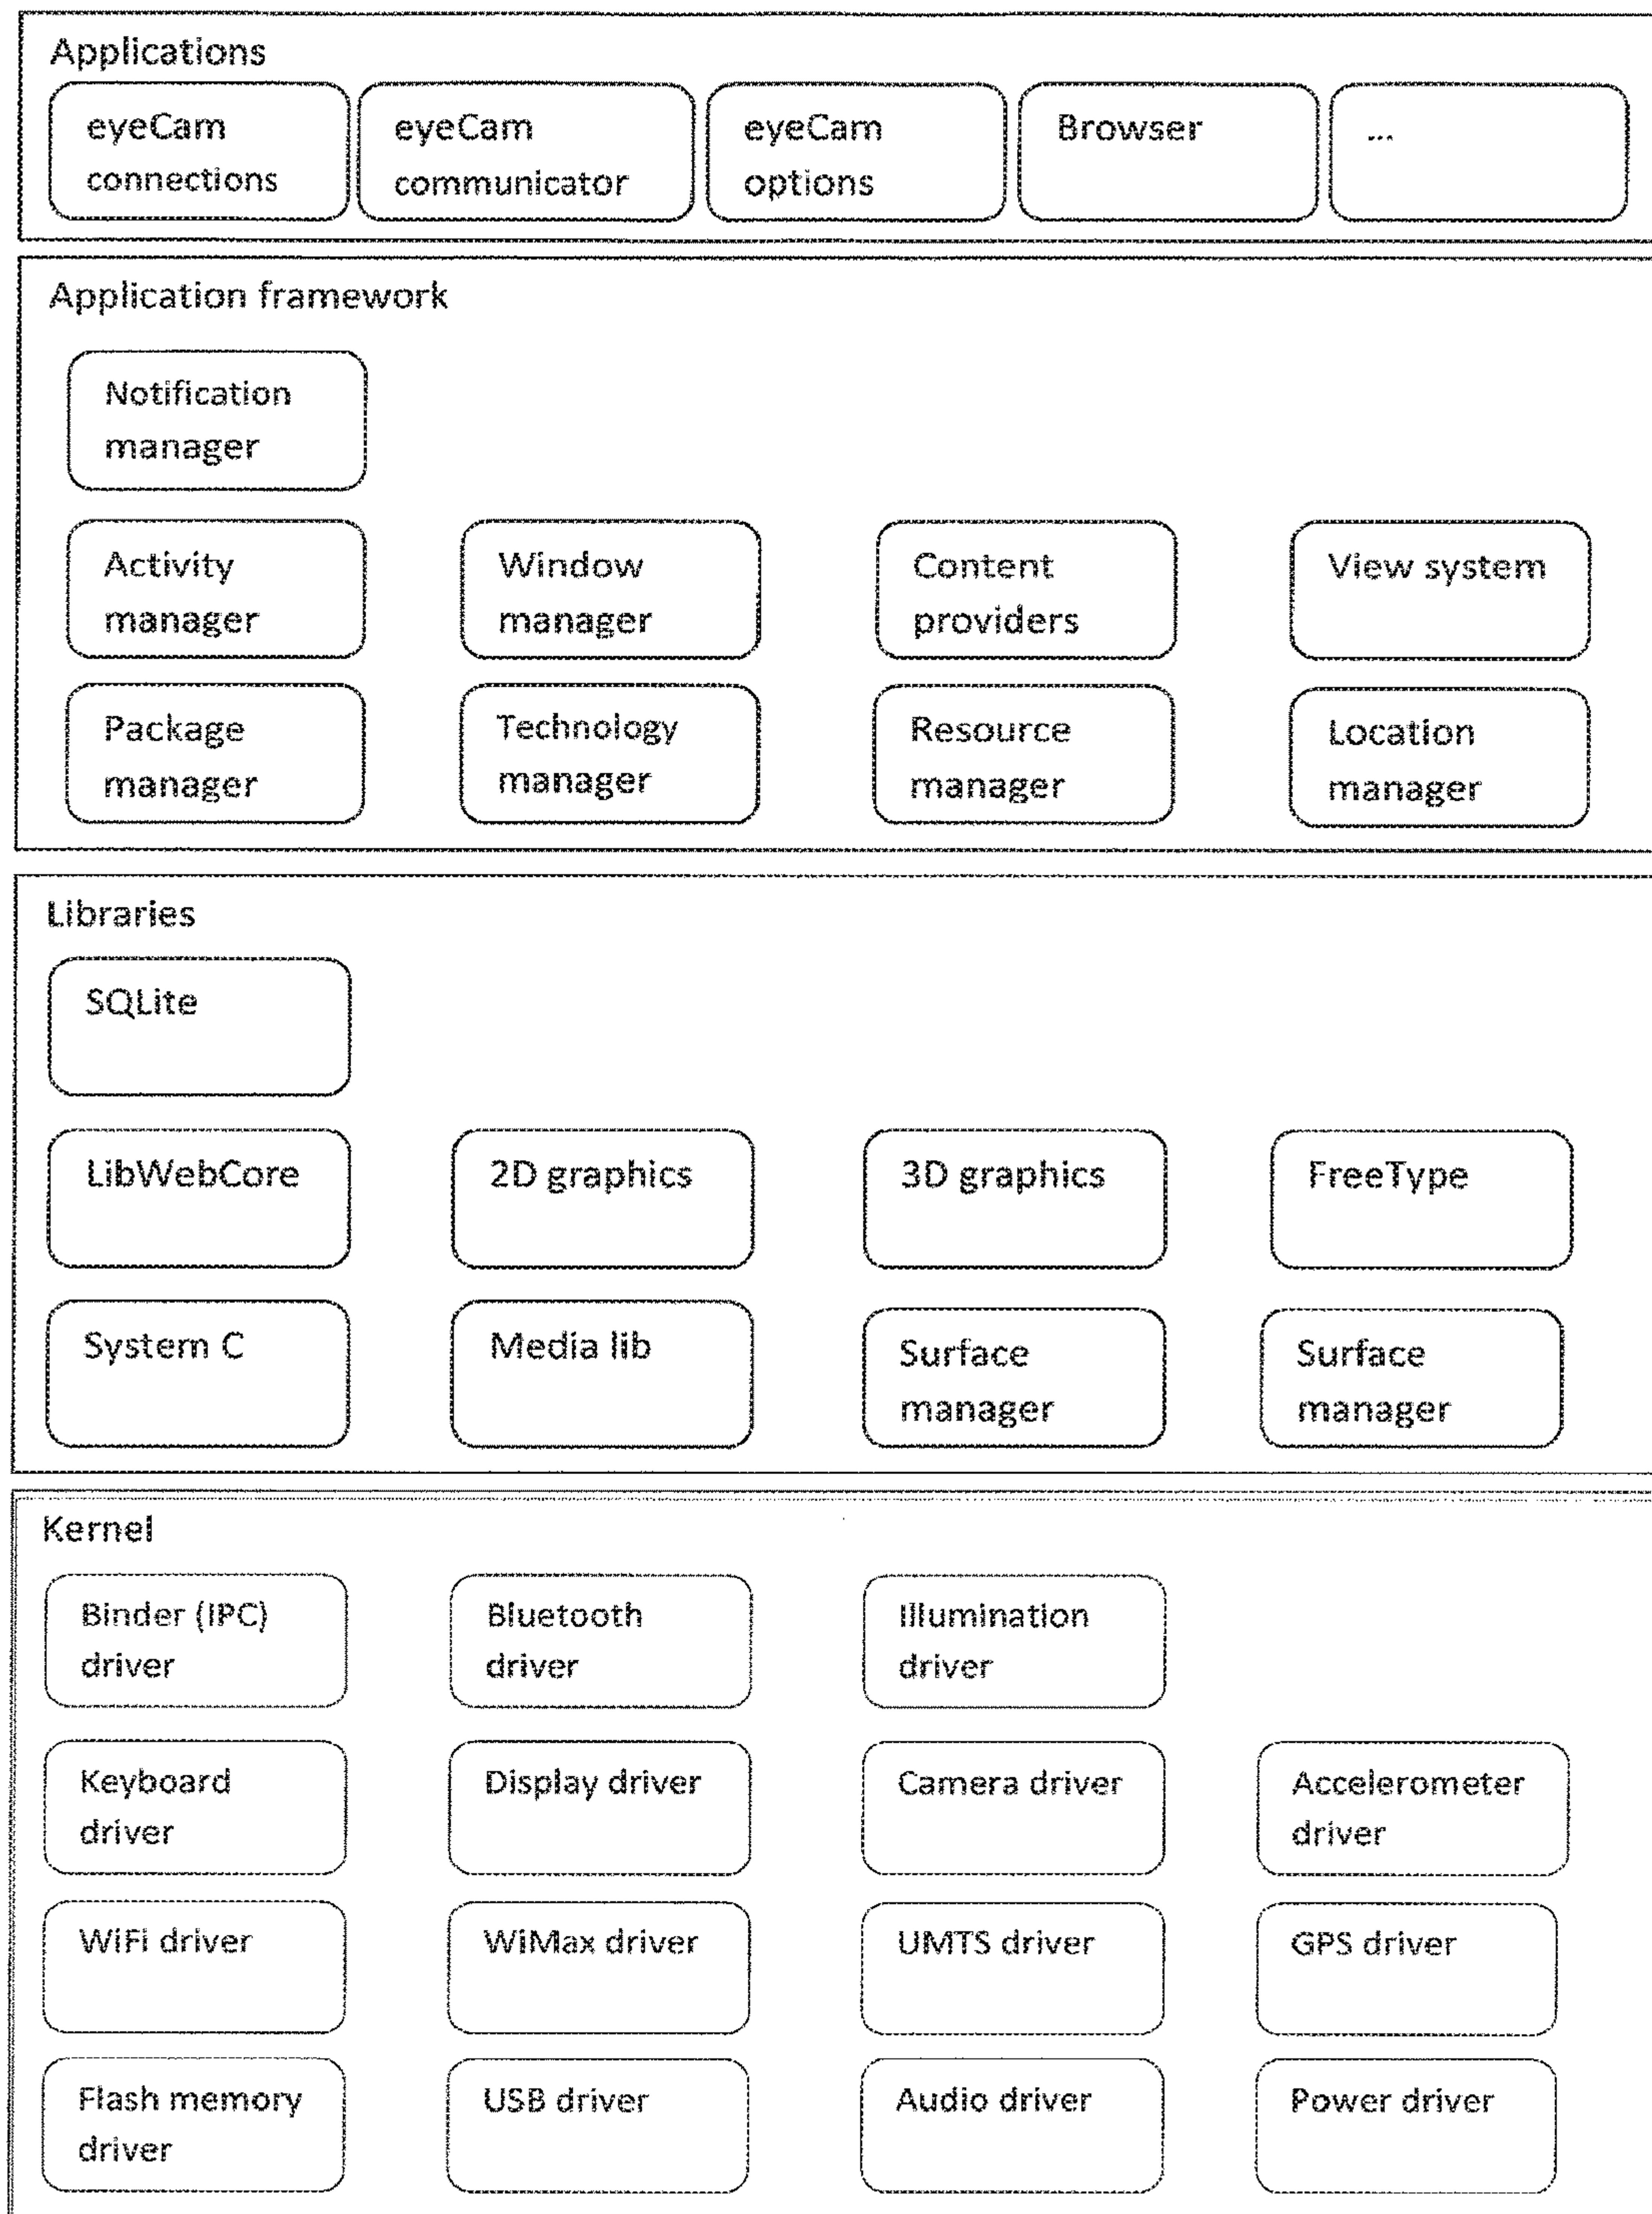 Applications
eyeCam
connections
eyeCam
communicator
eyeCam
options
Browser
...
Application framework
Notification
manager
Activity
manager
Window
manager
Content
providers
View system
Package
manager
Technology
manager
Resource
manager
Location
manager
Libraries
SQLite
LibWebCore
2D graphics
3D graphics
FreeType
System C
Media lib
Surface
manager
Surface
manager
Kernel
Binder (IPC)
driver
Bluetooth
driver
Illumination
driver
Keyboard
driver
Display driver
Camera driver
Accelerometer
driver
WiFi driver
WiMax driver
UMTS driver
GPS driver
Flash memory
driver
USB driver
Audio driver
Power driver